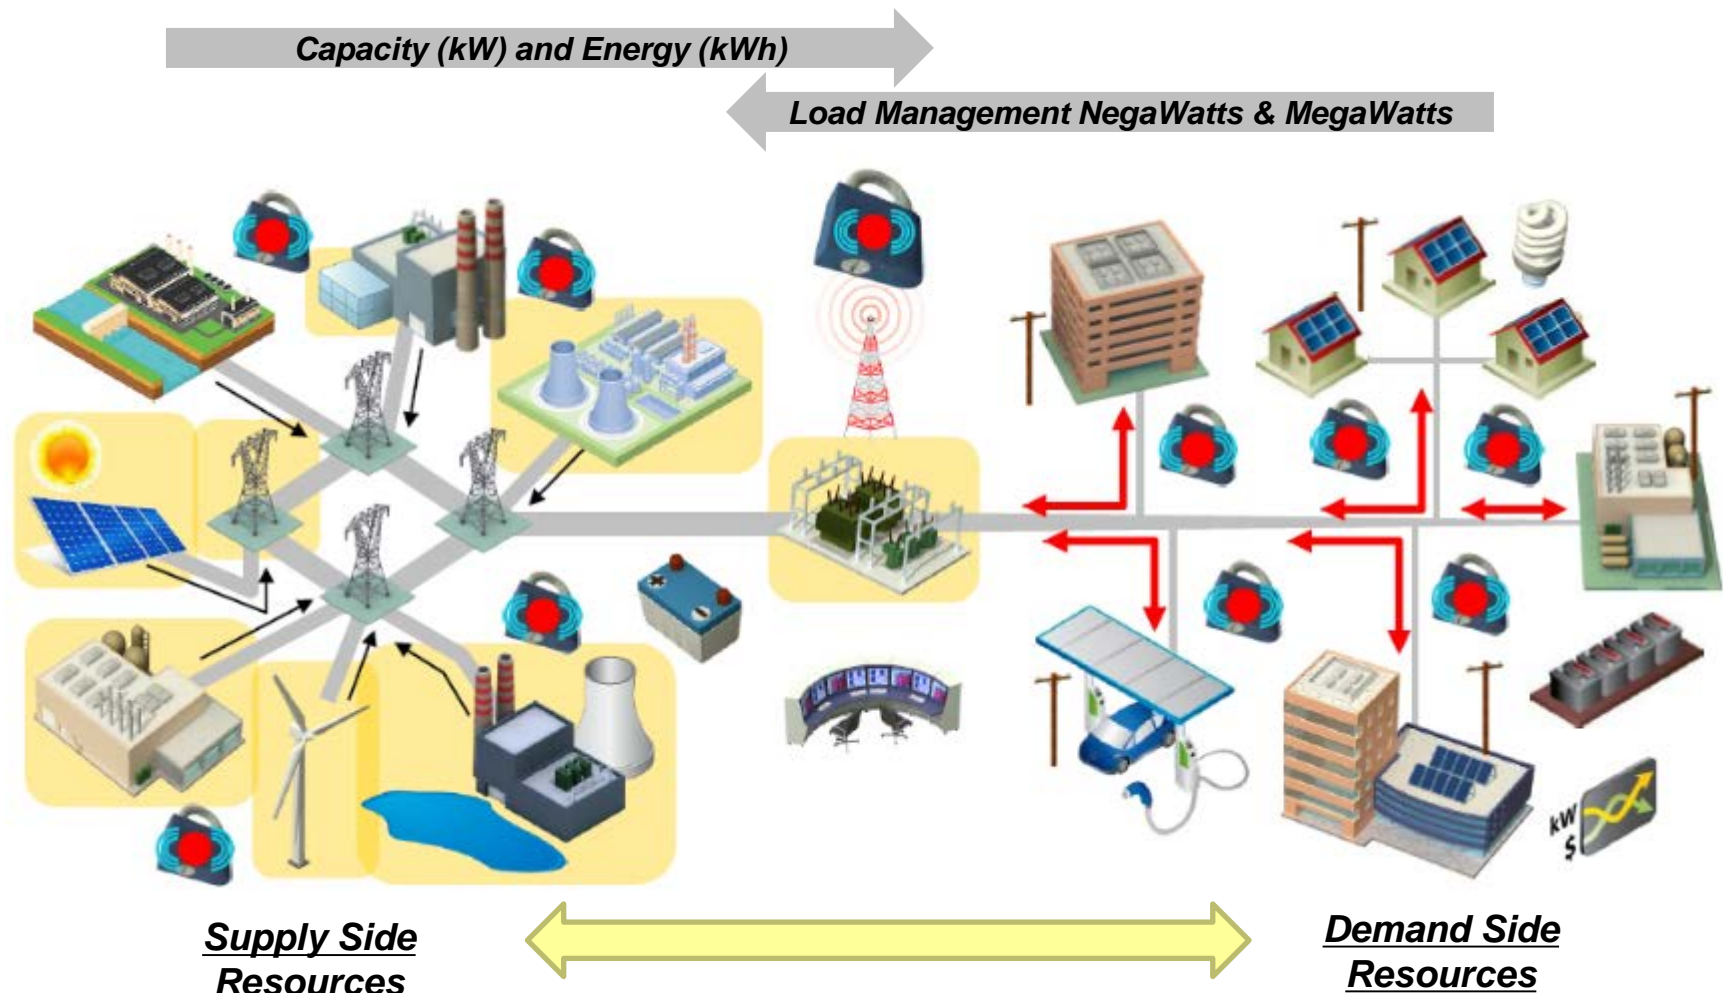 Capacity (kW) and Energy (kWh)
Load Management NegaWatts & MegaWatts
kW
$
Supply Side
Resources
Demand Side
Resources